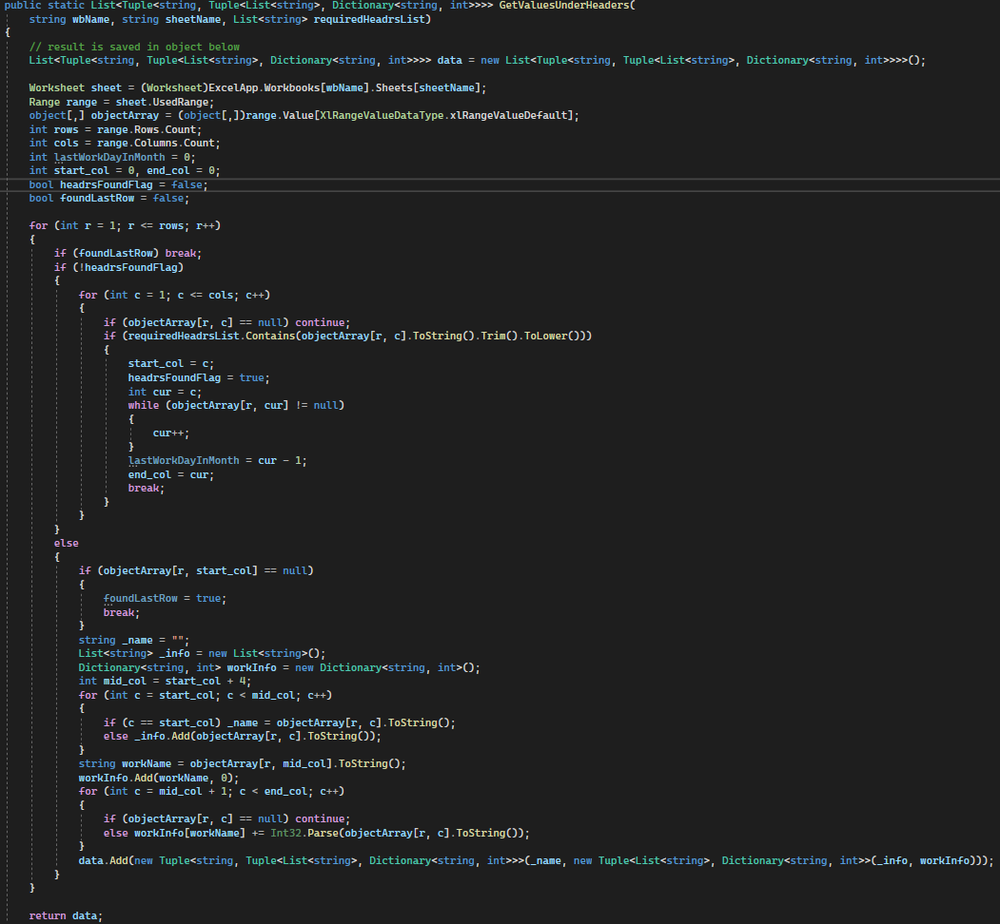 public static List<Tuple<string, Tuple<List<string>, Dictionary<string, int>>>> GetValuesUnderHeaders(
    string wbName, string sheetName, List<string> requiredHeadrsList)
{
    // result is saved in object below
    List<Tuple<string, Tuple<List<string>, Dictionary<string, int>>>> data = new List<Tuple<string, Tuple<List<string>, Dictionary<string, int>>>>();

    Worksheet sheet = (Worksheet)ExcelApp.Workbooks[wbName].Sheets[sheetName];
    Range range = sheet.UsedRange;
    object[,] objectArray = (object[,])range.Value[XlRangeValueDataType.xlRangeValueDefault];
    int rows = range.Rows.Count;
    int cols = range.Columns.Count;
    int lastWorkDayInMonth = 0;
    int start_col = 0, end_col = 0;
    bool headrsFoundFlag = false;
    bool foundLastRow = false;

    for (int r = 1; r <= rows; r++)
    {
        if (foundLastRow) break;
        if (!headrsFoundFlag)
        {
            for (int c = 1; c <= cols; c++)
            {
                if (objectArray[r, c] == null) continue;
                if (requiredHeadrsList.Contains(objectArray[r, c].ToString().Trim().ToLower()))
                {
                    start_col = c;
                    headrsFoundFlag = true;
                    int cur = c;
                    while (objectArray[r, cur] != null)
                    {
                        cur++;
                    }
                    lastWorkDayInMonth = cur - 1;
                    end_col = cur;
                    break;
                }
            }
        }
        else
        {
            if (objectArray[r, start_col] == null)
            {
                foundLastRow = true;
                break;
            }
            string _name = "";
            List<string> _info = new List<string>();
            Dictionary<string, int> workInfo = new Dictionary<string, int>();
            int mid_col = start_col + 4;
            for (int c = start_col; c < mid_col; c++)
            {
                if (c == start_col) _name = objectArray[r, c].ToString();
                else _info.Add(objectArray[r, c].ToString());
            }
            string workName = objectArray[r, mid_col].ToString();
            workInfo.Add(workName, 0);
            for (int c = mid_col + 1; c < end_col; c++)
            {
                if (objectArray[r, c] == null) continue;
                else workInfo[workName] += Int32.Parse(objectArray[r, c].ToString());
            }
            data.Add(new Tuple<string, Tuple<List<string>, Dictionary<string, int>>>(_name, new Tuple<List<string>, Dictionary<string, int>>(_info, workInfo)));
        }
    }

    return data;